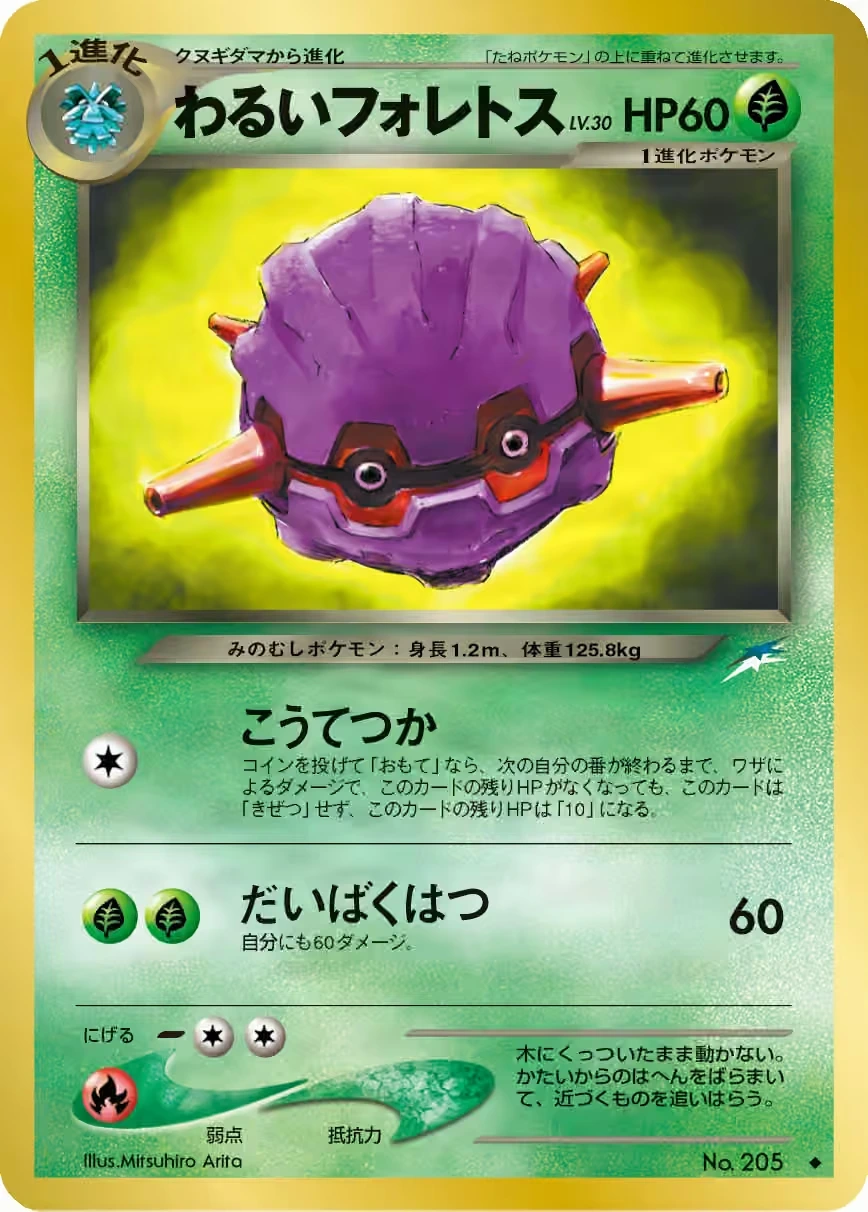 1進化
クヌギダマから進化
「たねポケモン」の上に重ねて進化させます。
わるいフォレトス LV.30 HP60
1進化ポケモン
みのむしポケモン：身長1.2m、体重125.8kg
こうてつか
コインを投げて「おもて」なら、次の自分の番が終わるまで、ワザに
よるダメージで、このカードの残りHPがなくなっても、このカードは
「きぜつ」せず、このカードの残りHPは「10」になる。
だいばくはつ 60
自分にも60ダメージ。
にげる
木にくっついたまま動かない。
かたいからのはへんをばらまい
て、近づくものを追いはらう。
弱点 抵抗力
Illus.Mitsuhiro Arita
No. 205